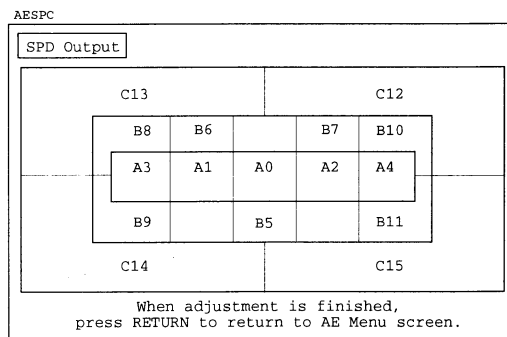 AESPC
SPD Output
C13 C12
B8 B6 B7 B10
A3 A1 A0 A2 A4
B9 B5 B11
C14 C15
When adjustment is finished,
press RETURN to return to AE Menu screen.